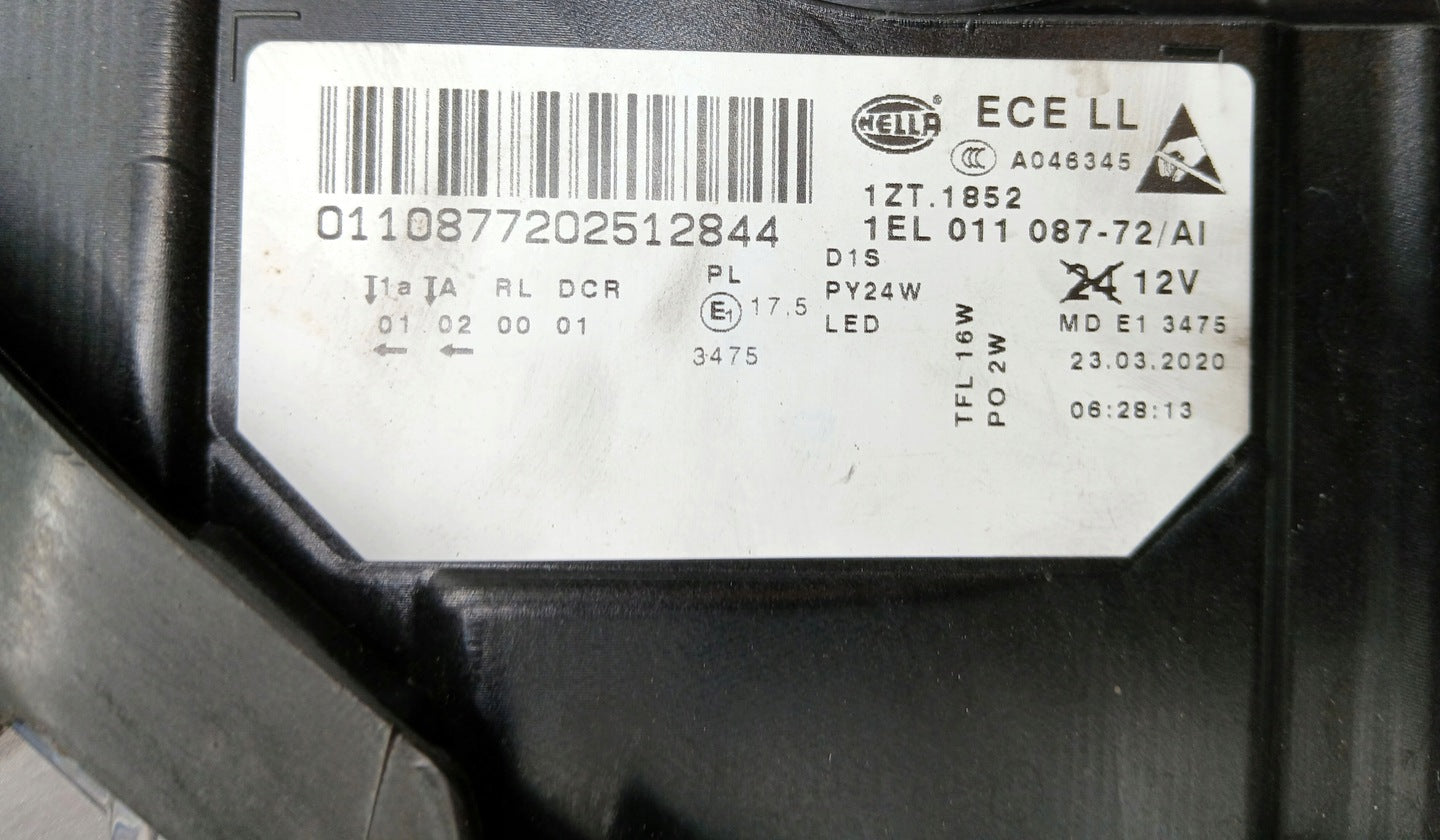 HELLA® ECE LL
CCC A046345
1ZT.1852
0110877202512844
1EL 011 087-72/AI
1a A RL DCR
01 02 00 01
PL
E1 17.5
3475
D1S
PY24W
LED
TFL 16W
PO 2W
24 12V
MD E1 3475
23.03.2020
06:28:13